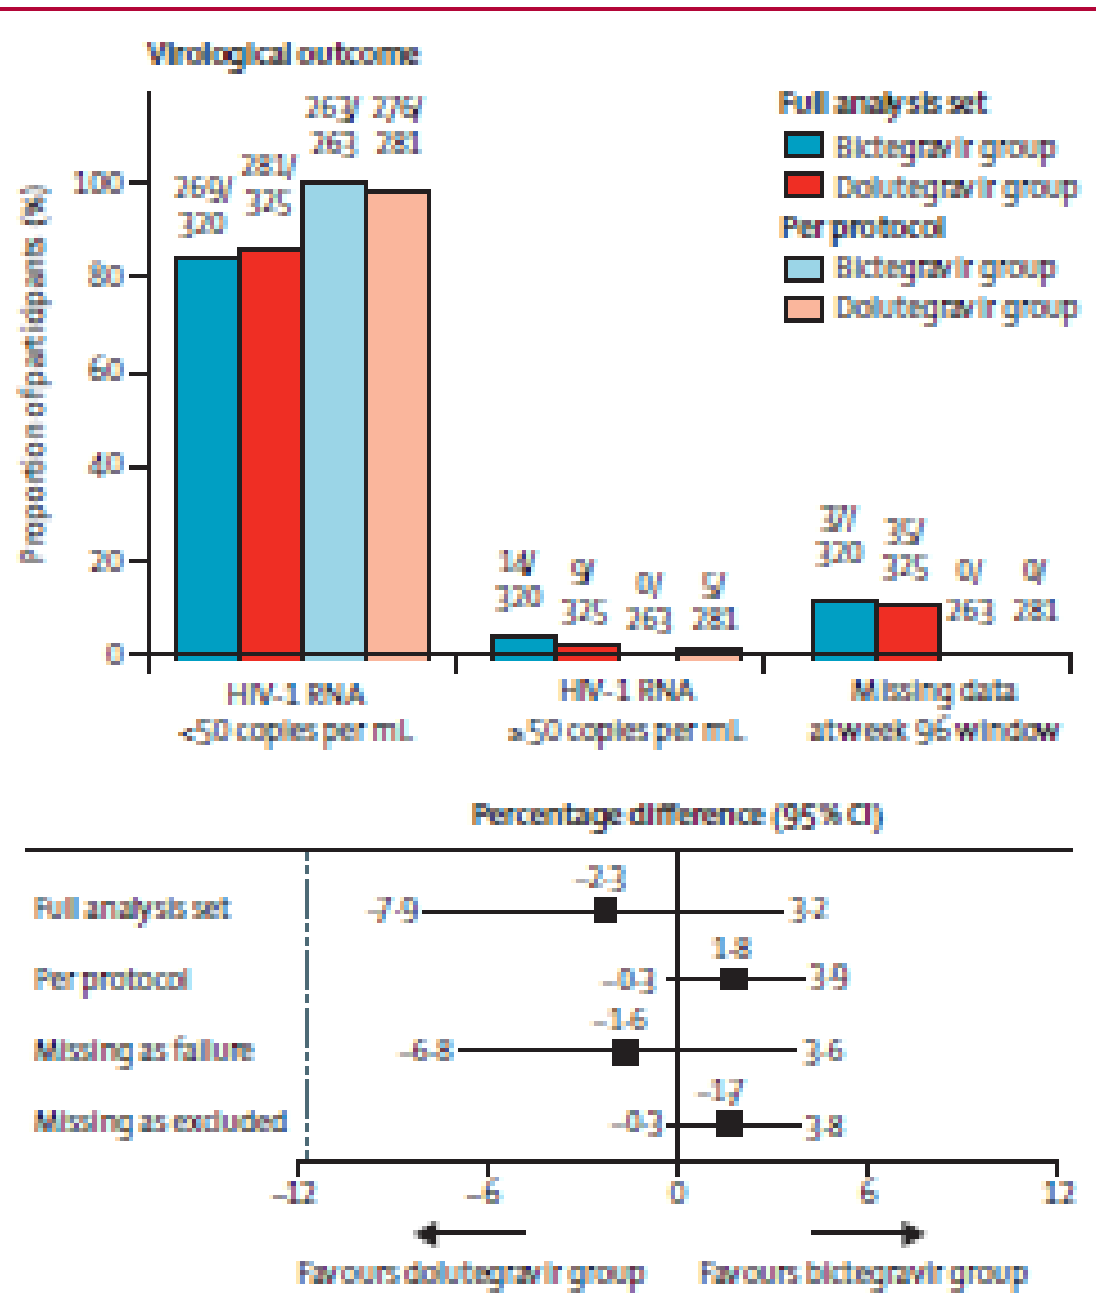 Virological outcome
263/ 276/
263 281
281/
325
269/
320
Proportion of participants (%)
100
80
60
40
20
0
Full analysis set
Bictegravir group
Dolutegravir group
Per protocol
Bictegravir group
Dolutegravir group
14/
320
9/
325
0/
263
5/
281
37/
320
35/
325
0/
263
0/
281
HIV-1 RNA
<50 copies per mL
HIV-1 RNA
≥50 copies per mL
Missing data
at week 96 window
Percentage difference (95% CI)
Full analysis set
–7·9
–2·3
3·2
Per protocol
–0·3
1·8
3·9
Missing as failure
–6·8
–1·6
3·6
Missing as excluded
–0·3
–1·7
3·8
–12 –6 0 6 12
Favours dolutegravir group Favours bictegravir group